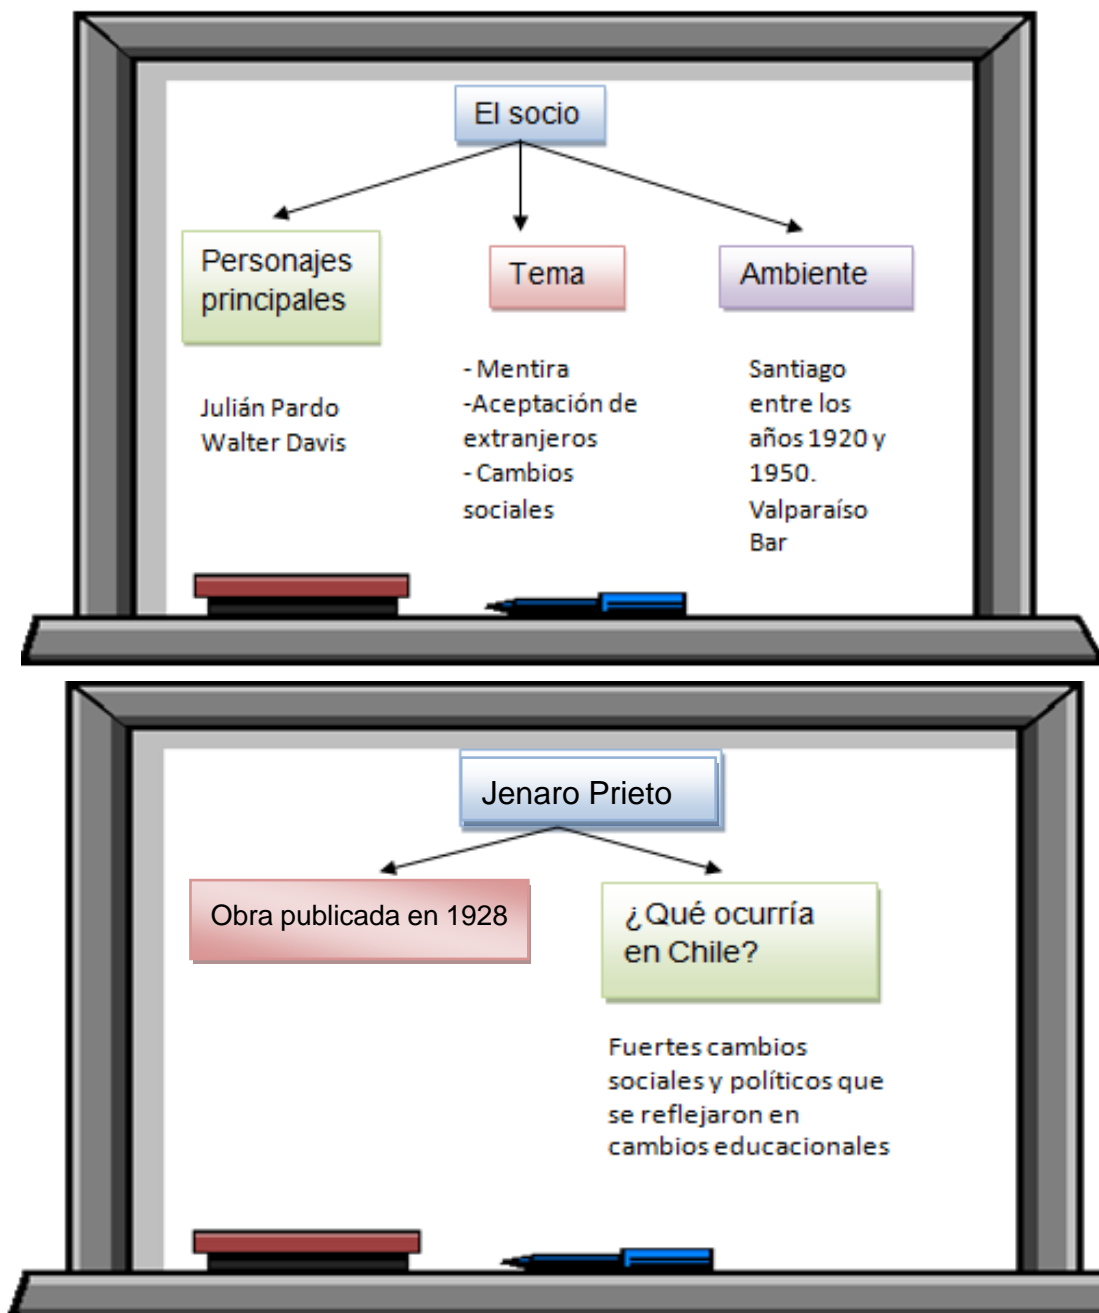 El socio
Personajes
principales
Julián Pardo
Walter Davis
Tema
- Mentira
-Aceptación de
extranjeros
- Cambios
sociales
Ambiente
Santiago
entre los
años 1920 y
1950.
Valparaíso
Bar
Jenaro Prieto
Obra publicada en 1928
¿Qué ocurría
en Chile?
Fuertes cambios
sociales y políticos que
se reflejaron en
cambios educacionales